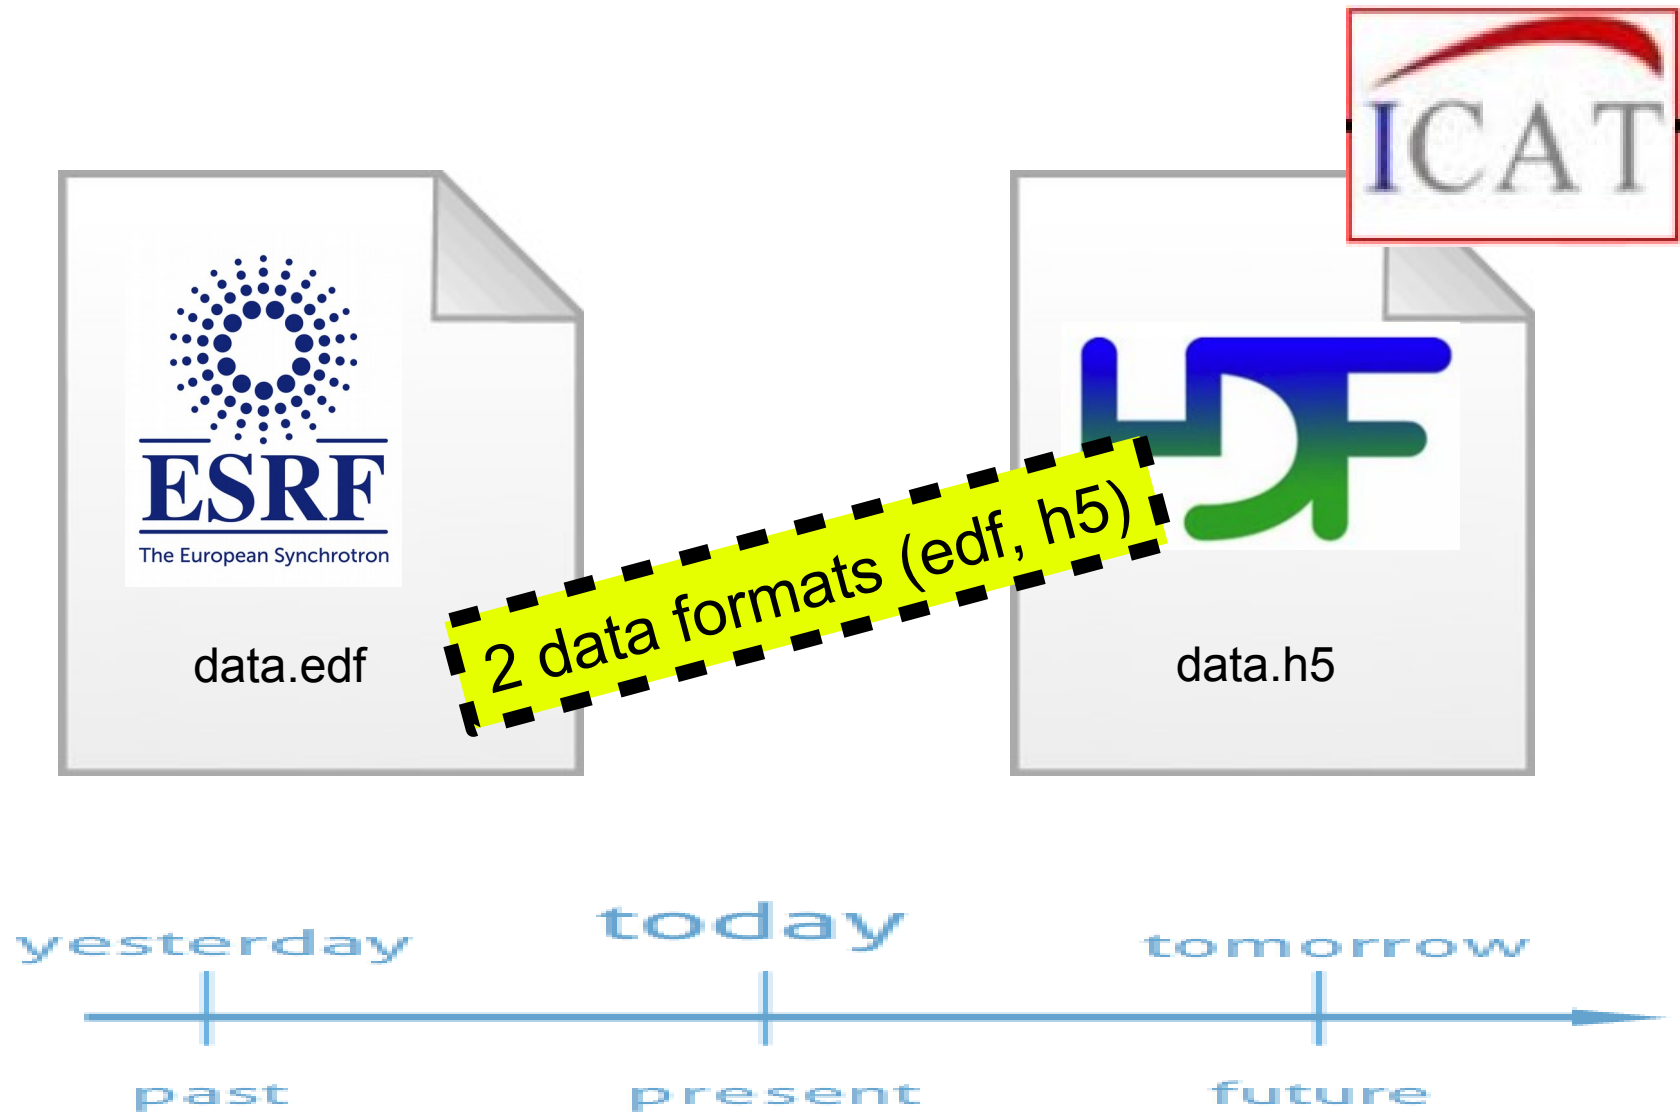 ICAT
HDF
ESRF
The European Synchrotron
2 data formats (edf, h5)
data.edf
data.h5
yesterday
today
tomorrow
past
present
future